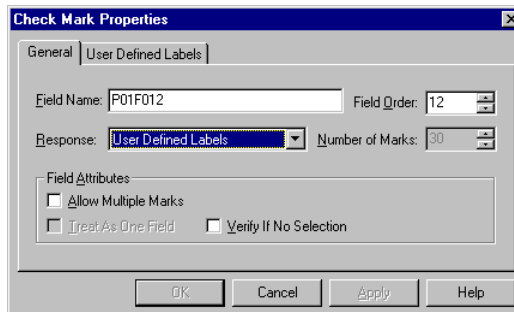 Check Mark Properties
General User Defined Labels
Field Name: P01F012 Field Order: 12
Response: User Defined Labels Number of Marks: 30
Field Attributes
Allow Multiple Marks
Treat As One Field Verify If No Selection
OK Cancel Apply Help